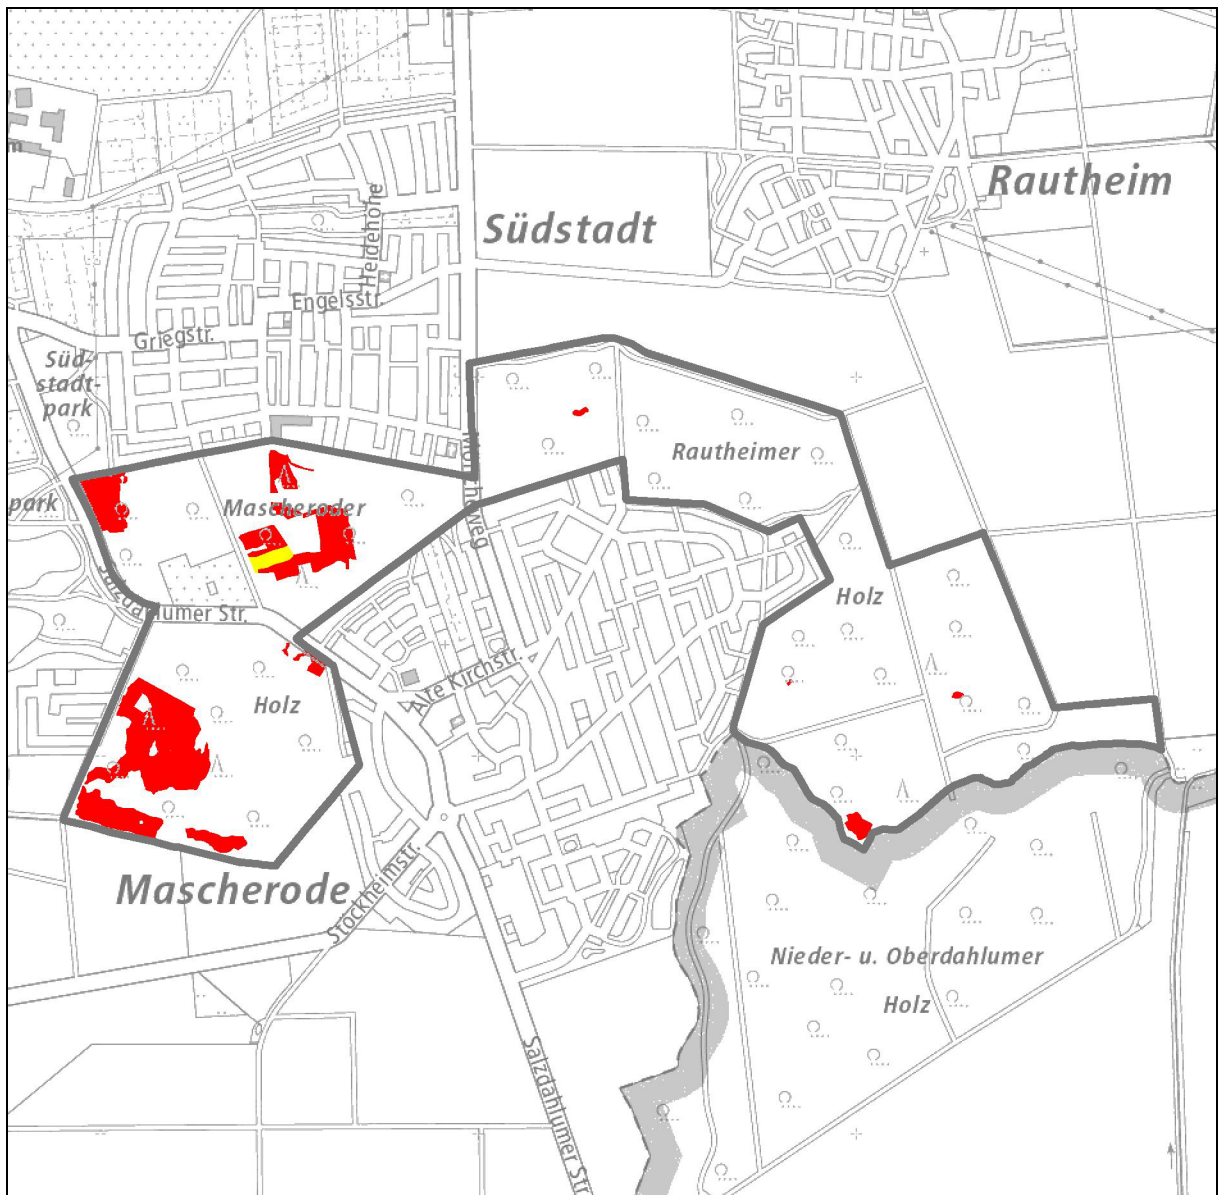 Rautheim
Südstadt
Heidehöhe
Engelsstr.
Griegstr.
Süd-
stadt-
park
Rautheimer
park
Mascheroder
Salzdahlumer Str.
Holz
Holz
Alte Kirchstr.
Mascherode
Stöckheimstr.
Nieder- u. Oberdahlumer
Holz
Salzdahlumer Str.